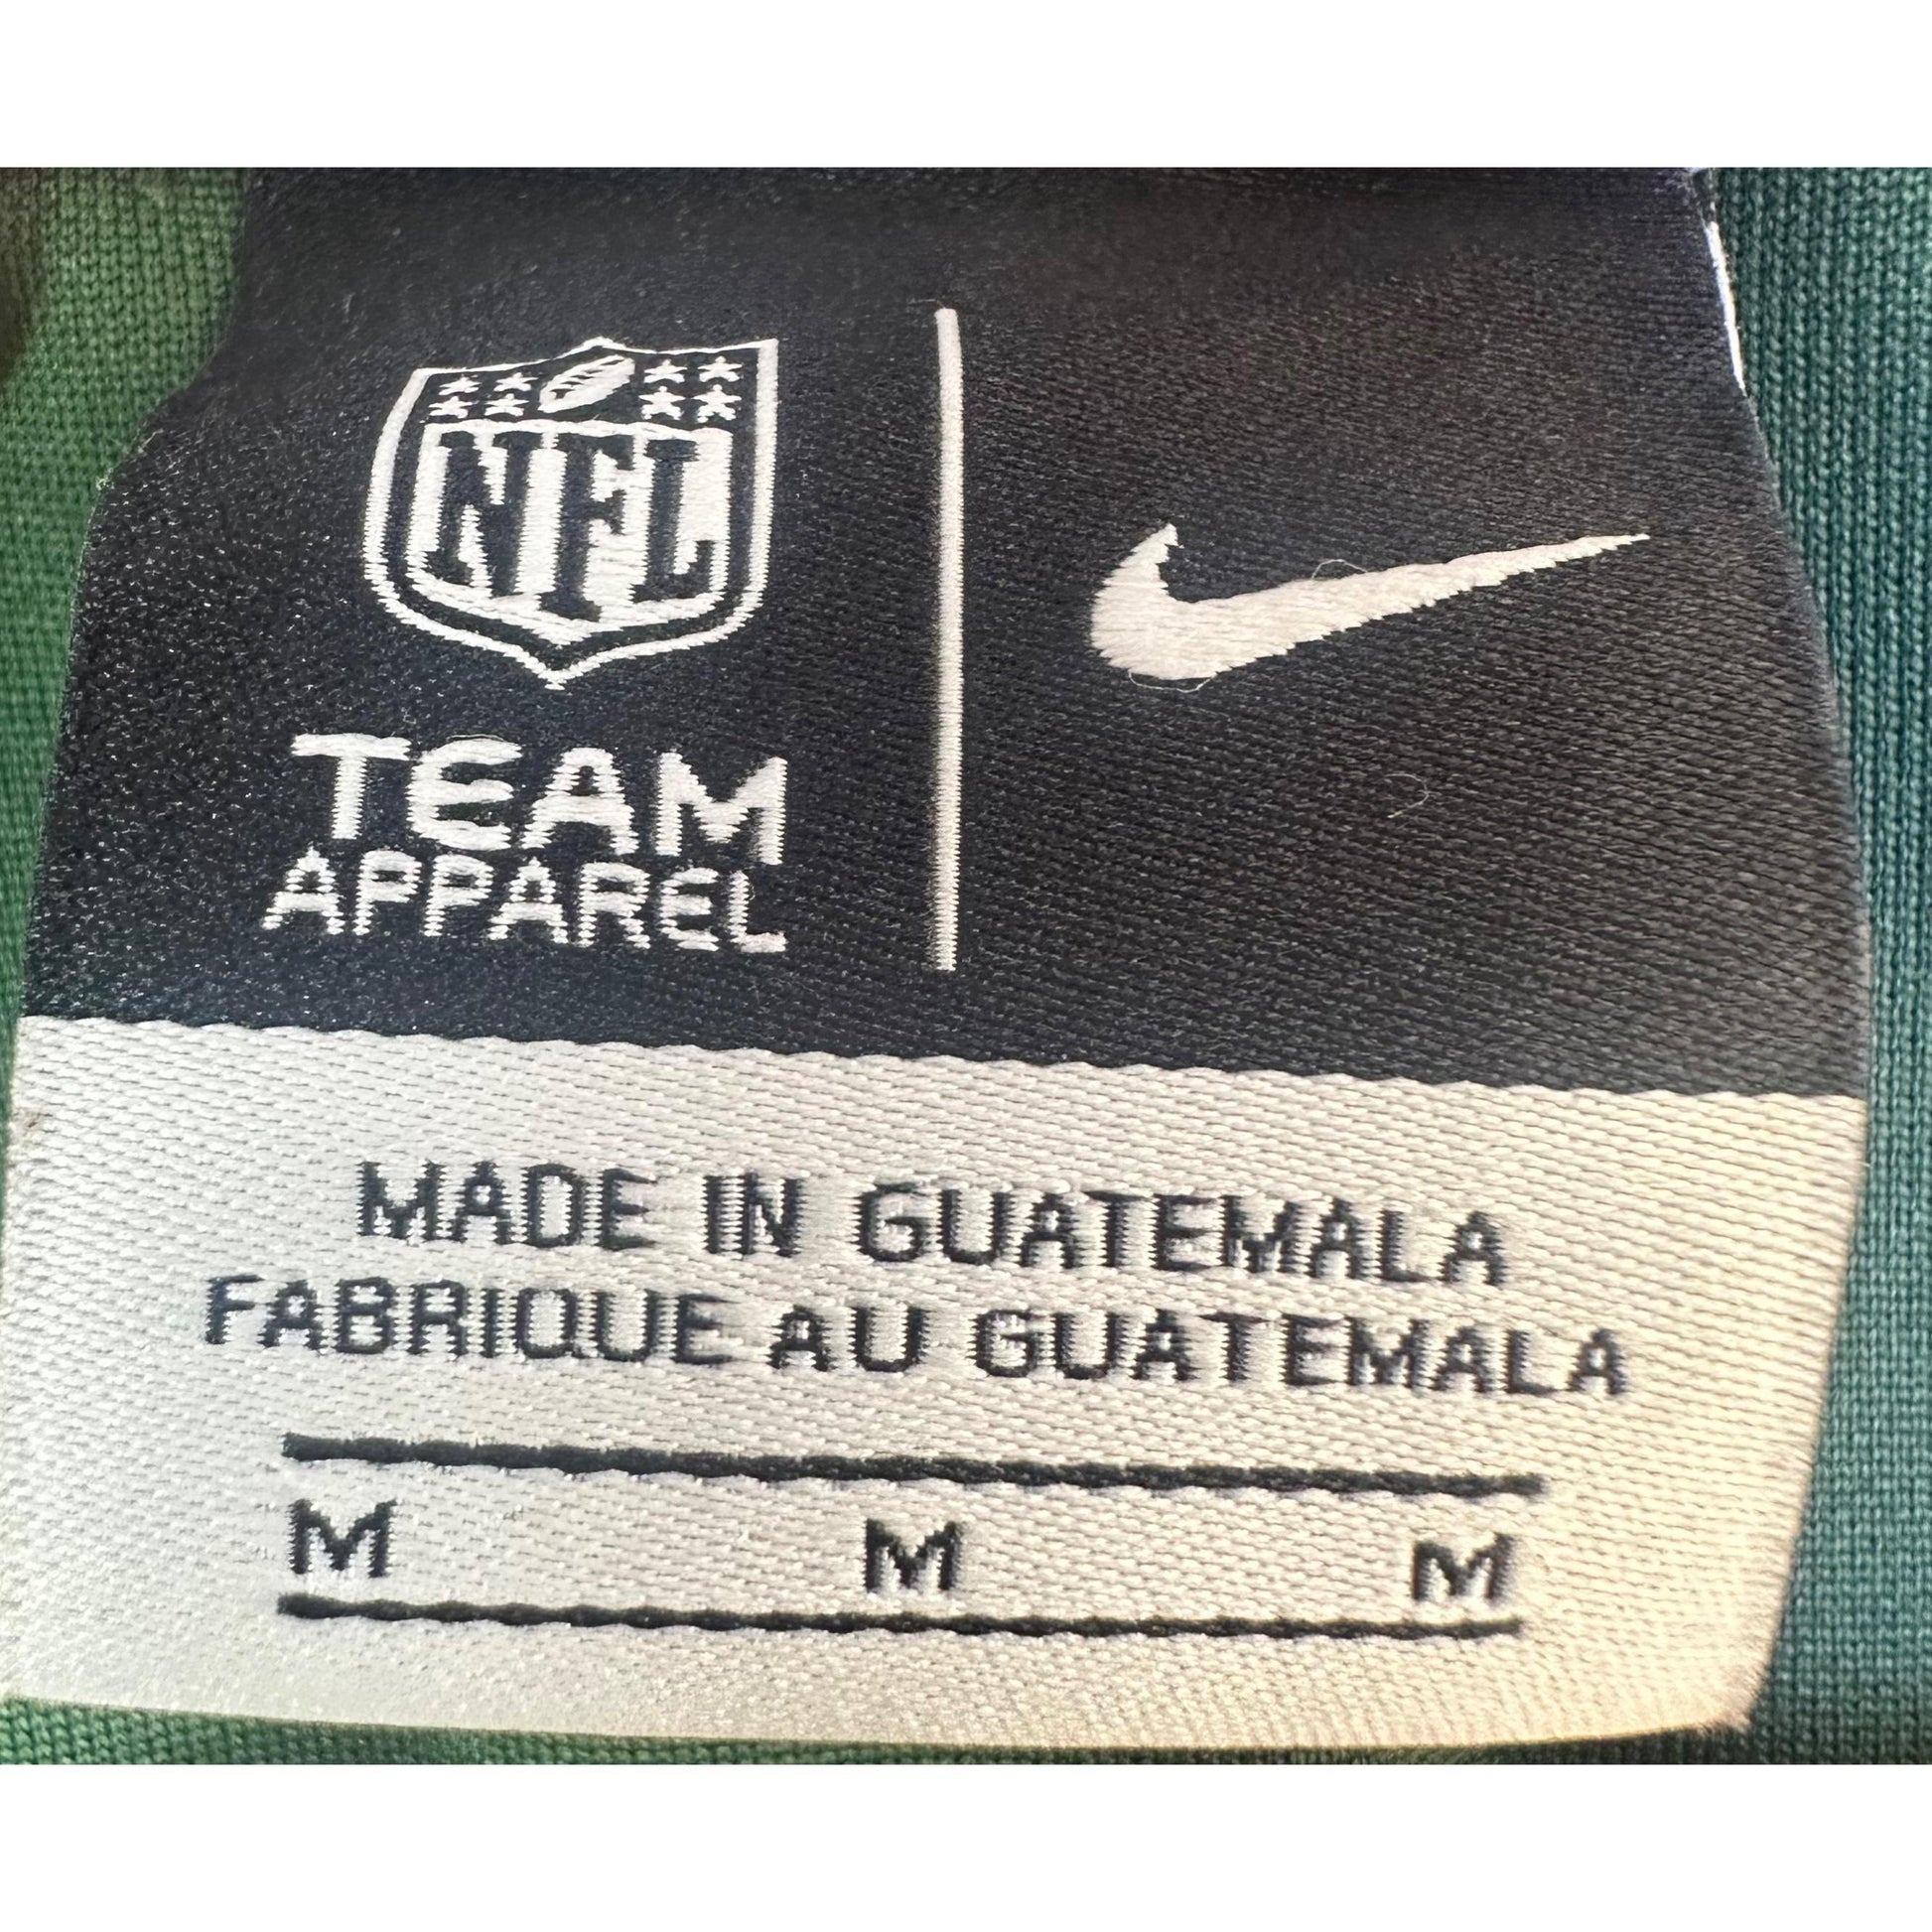 NFL
TEAM
APPAREL
MADE IN GUATEMALA
FABRIQUE AU GUATEMALA
M M M